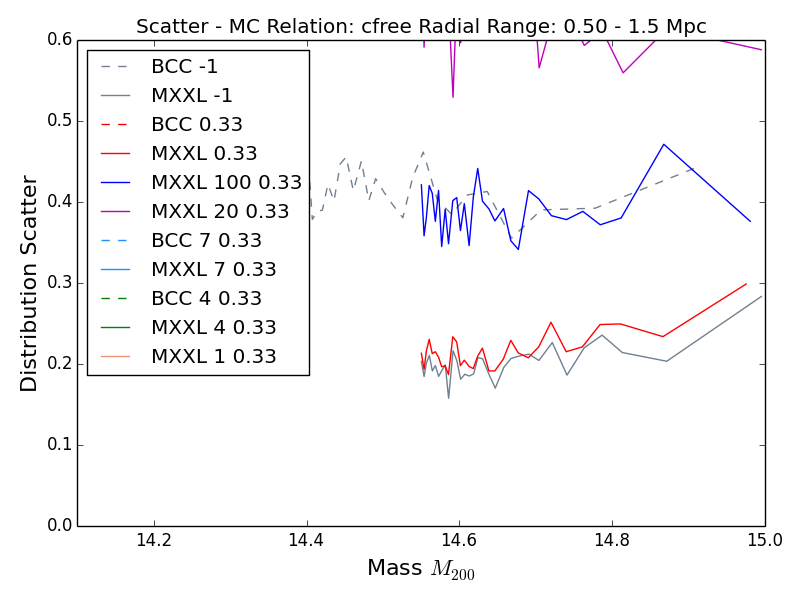 Scatter - MC Relation: cfree Radial Range: 0.50 - 1.5 Mpc
Distribution Scatter
0.6
0.5
0.4
0.3
0.2
0.1
0.0
BCC -1
MXXL -1
BCC 0.33
MXXL 0.33
MXXL 100 0.33
MXXL 20 0.33
BCC 7 0.33
MXXL 7 0.33
BCC 4 0.33
MXXL 4 0.33
MXXL 1 0.33
14.2 14.4 14.6 14.8 15.0
Mass M_{200}